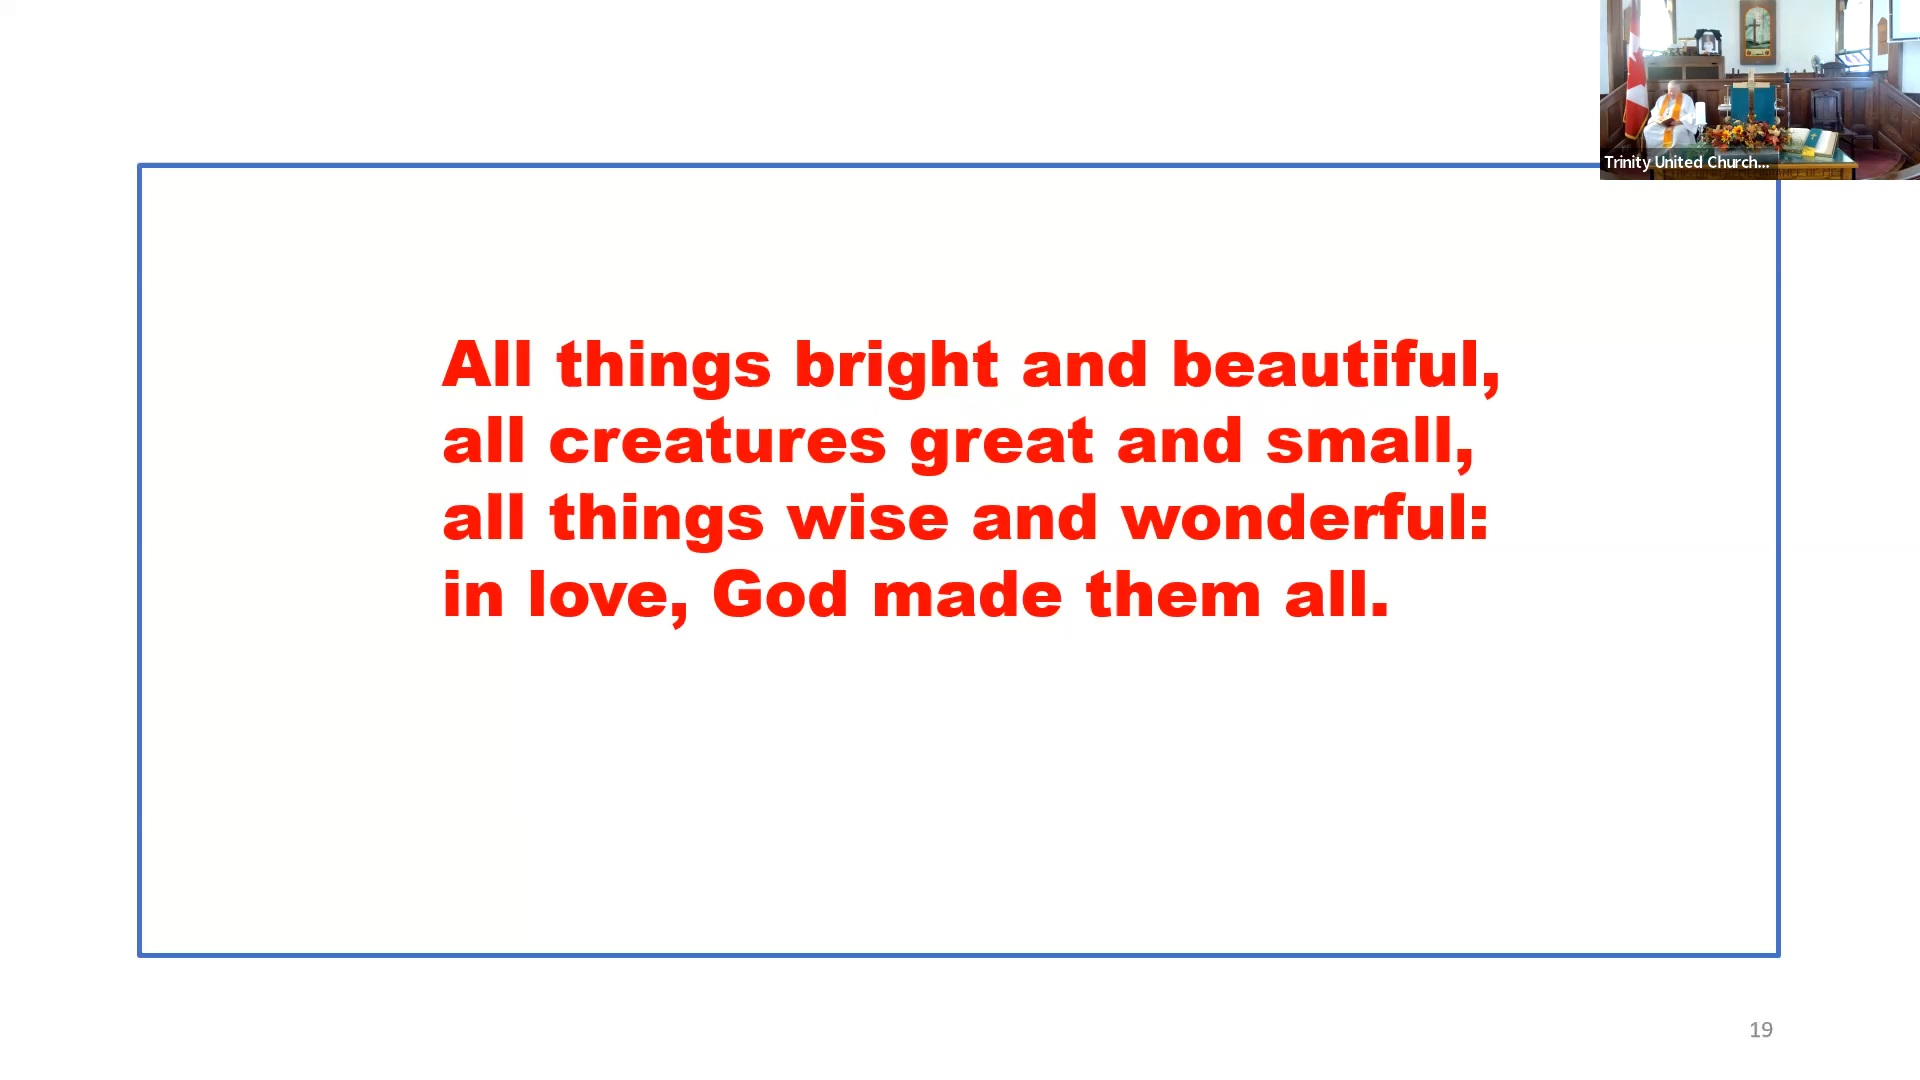 Trinity United Church...
All things bright and beautiful,
all creatures great and small,
all things wise and wonderful:
in love, God made them all.
19